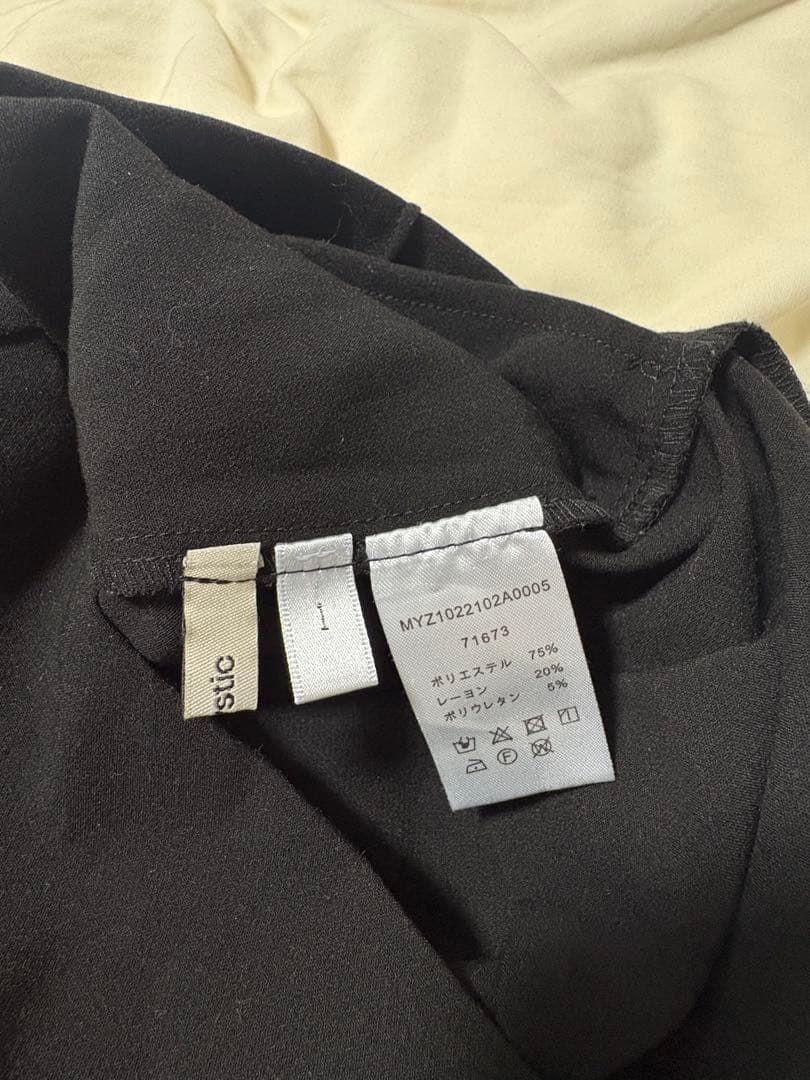 stic
MYZ1022102A0005
71673
ポリエステル 75%
レーヨン 20%
ポリウレタン 5%